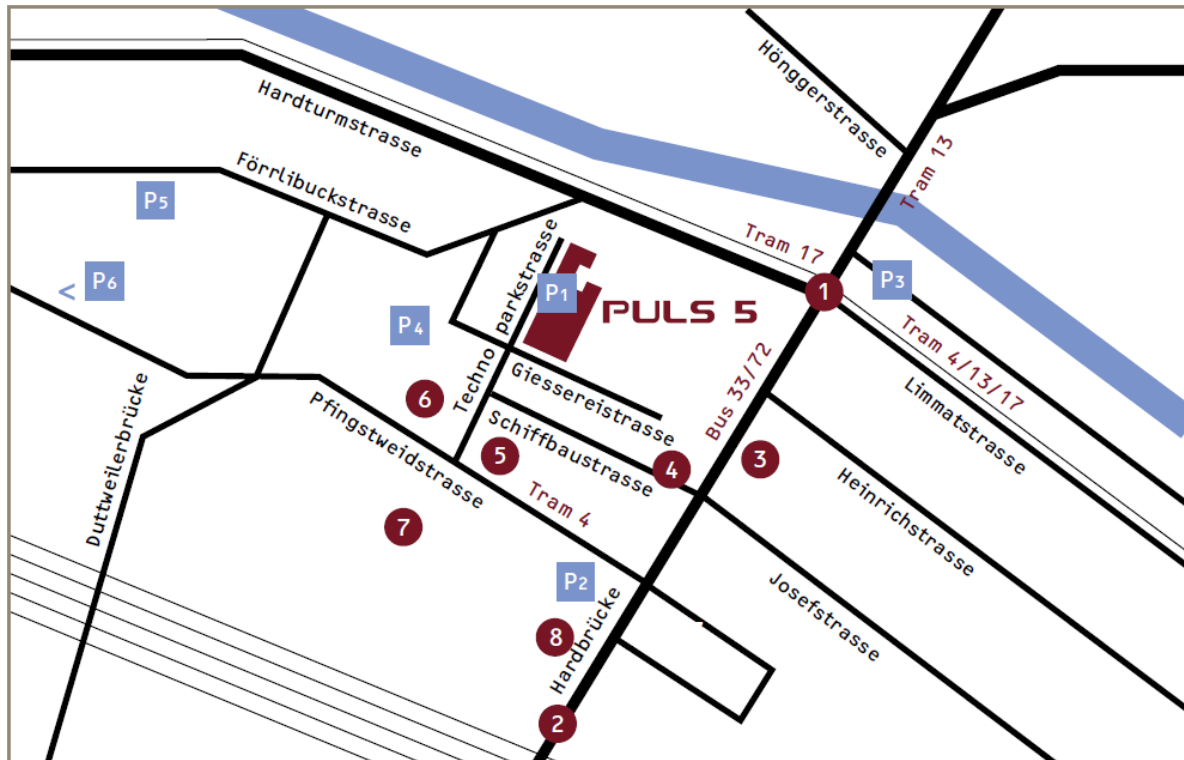 Hönggerstrasse
Hardturmstrasse
Tram 13
Förrlibuckstrasse
P5
Tram 17
P3
< P6
P1
1
PULS 5
P4
Techno parkstrasse
Tram 4/13/17
Bus 33/72
Limmatstrasse
Giessereistrasse
6
Duttweilerbrücke
Pfingstweidstrasse
Schiffbaustrasse
5
4
3
Heinrichstrasse
Tram 4
7
P2
Josefstrasse
8
Hardbrücke
2